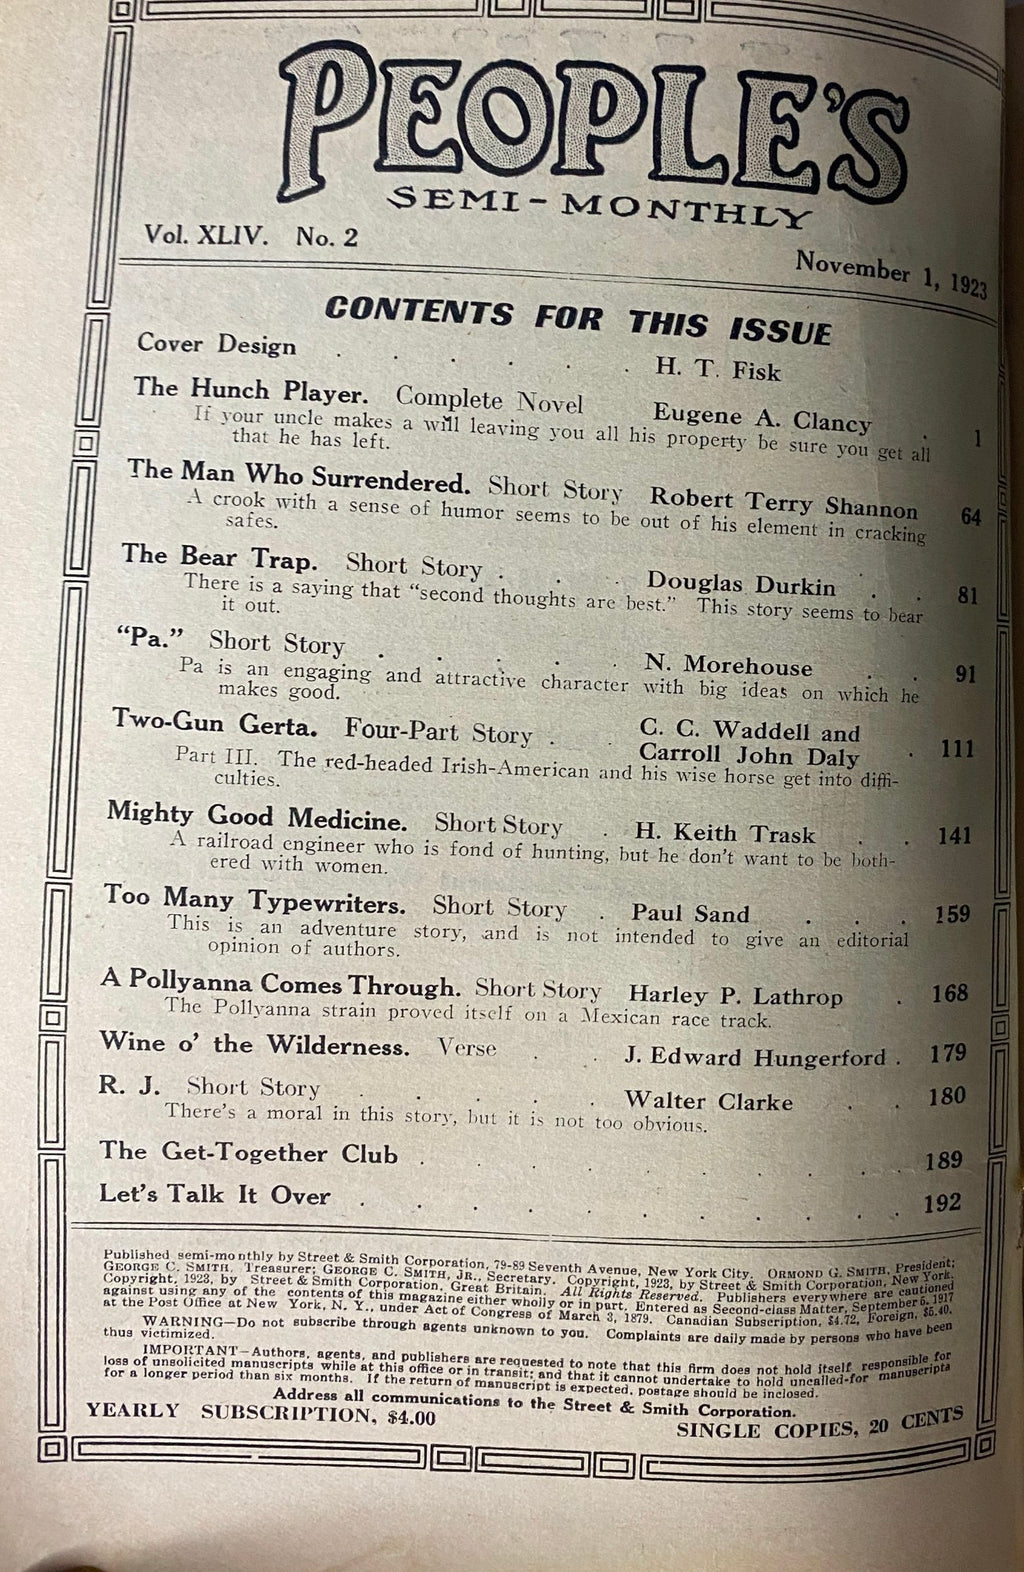 PEOPLE'S
SEMI-MONTHLY
Vol. XLIV. No. 2 November 1, 1923
CONTENTS FOR THIS ISSUE
Cover Design . . . . . . H. T. Fisk
The Hunch Player. Complete Novel Eugene A. Clancy . 1
If your uncle makes a will leaving you all his property be sure you get all
that he has left.
The Man Who Surrendered. Short Story Robert Terry Shannon 64
A crook with a sense of humor seems to be out of his element in cracking
safes.
The Bear Trap. Short Story . . . Douglas Durkin . . 81
There is a saying that "second thoughts are best." This story seems to bear
it out.
"Pa." Short Story . . . . . N. Morehouse . . 91
Pa is an engaging and attractive character with big ideas on which he
makes good.
Two-Gun Gerta. Four-Part Story . . C. C. Waddell and
Carroll John Daly . 111
Part III. The red-headed Irish-American and his wise horse get into diffi-
culties.
Mighty Good Medicine. Short Story . H. Keith Trask . . 141
A railroad engineer who is fond of hunting, but he don't want to be both-
ered with women.
Too Many Typewriters. Short Story . Paul Sand . . . 159
This is an adventure story, and is not intended to give an editorial
opinion of authors.
A Pollyanna Comes Through. Short Story Harley P. Lathrop . 168
The Pollyanna strain proved itself on a Mexican race track.
Wine o' the Wilderness. Verse . . J. Edward Hungerford . 179
R. J. Short Story . . . . . Walter Clarke . . 180
There's a moral in this story, but it is not too obvious.
The Get-Together Club . . . . . . . . . 189
Let's Talk It Over . . . . . . . . . . 192
Published semi-monthly by Street & Smith Corporation, 79-89 Seventh Avenue, New York City. ORMOND G. SMITH, President;
GEORGE C. SMITH, Treasurer; GEORGE C. SMITH, JR., Secretary. Copyright, 1923, by Street & Smith Corporation, New York.
Copyright, 1923, by Street & Smith Corporation, Great Britain. All Rights Reserved. Publishers everywhere are cautioned
against using any of the contents of this magazine either wholly or in part. Entered as Second-class Matter, September 6, 1917
at the Post Office at New York, N. Y., under Act of Congress of March 3, 1879. Canadian Subscription, $4.72, Foreign, $5.40.
WARNING—Do not subscribe through agents unknown to you. Complaints are daily made by persons who have been
thus victimized.
IMPORTANT—Authors, agents, and publishers are requested to note that this firm does not hold itself responsible for
loss of unsolicited manuscripts while at this office or in transit; and that it cannot undertake to hold uncalled-for manuscripts
for a longer period than six months. If the return of manuscript is expected, postage should be inclosed.
Address all communications to the Street & Smith Corporation.
YEARLY SUBSCRIPTION, $4.00 SINGLE COPIES, 20 CENTS